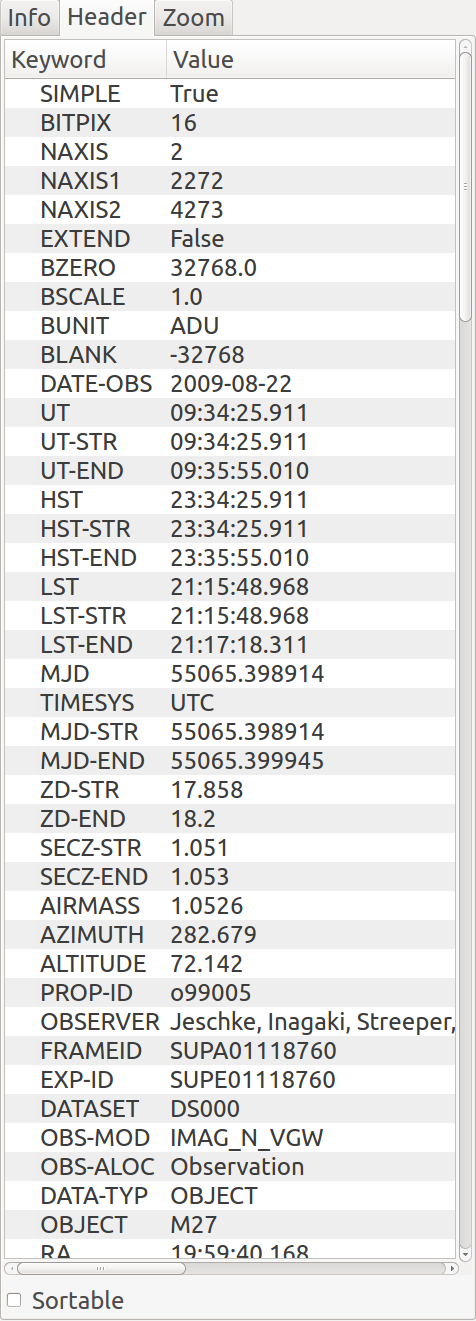 Info Header Zoom
Keyword Value
SIMPLE True
BITPIX 16
NAXIS 2
NAXIS1 2272
NAXIS2 4273
EXTEND False
BZERO 32768.0
BSCALE 1.0
BUNIT ADU
BLANK -32768
DATE-OBS 2009-08-22
UT 09:34:25.911
UT-STR 09:34:25.911
UT-END 09:35:55.010
HST 23:34:25.911
HST-STR 23:34:25.911
HST-END 23:35:55.010
LST 21:15:48.968
LST-STR 21:15:48.968
LST-END 21:17:18.311
MJD 55065.398914
TIMESYS UTC
MJD-STR 55065.398914
MJD-END 55065.399945
ZD-STR 17.858
ZD-END 18.2
SECZ-STR 1.051
SECZ-END 1.053
AIRMASS 1.0526
AZIMUTH 282.679
ALTITUDE 72.142
PROP-ID o99005
OBSERVER Jeschke, Inagaki, Streeper,
FRAMEID SUPA01118760
EXP-ID SUPE01118760
DATASET DS000
OBS-MOD IMAG_N_VGW
OBS-ALOC Observation
DATA-TYP OBJECT
OBJECT M27
RA 19:59:40.168
Sortable